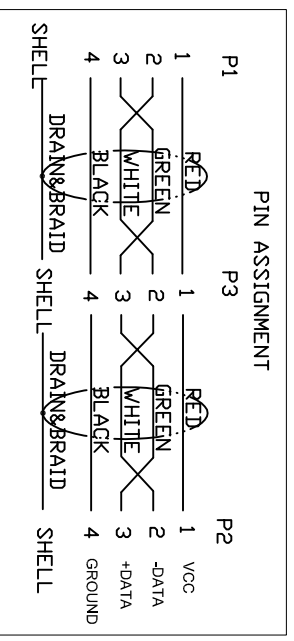 PIN ASSIGNMENT
P1 P3 P2
1 RED 1 RED 1 VCC
2 GREEN 2 GREEN 2 -DATA
3 WHITE 3 WHITE 3 +DATA
4 BLACK 4 BLACK 4 GROUND
DRAIN&BRAID DRAIN&BRAID
SHELL SHELL SHELL